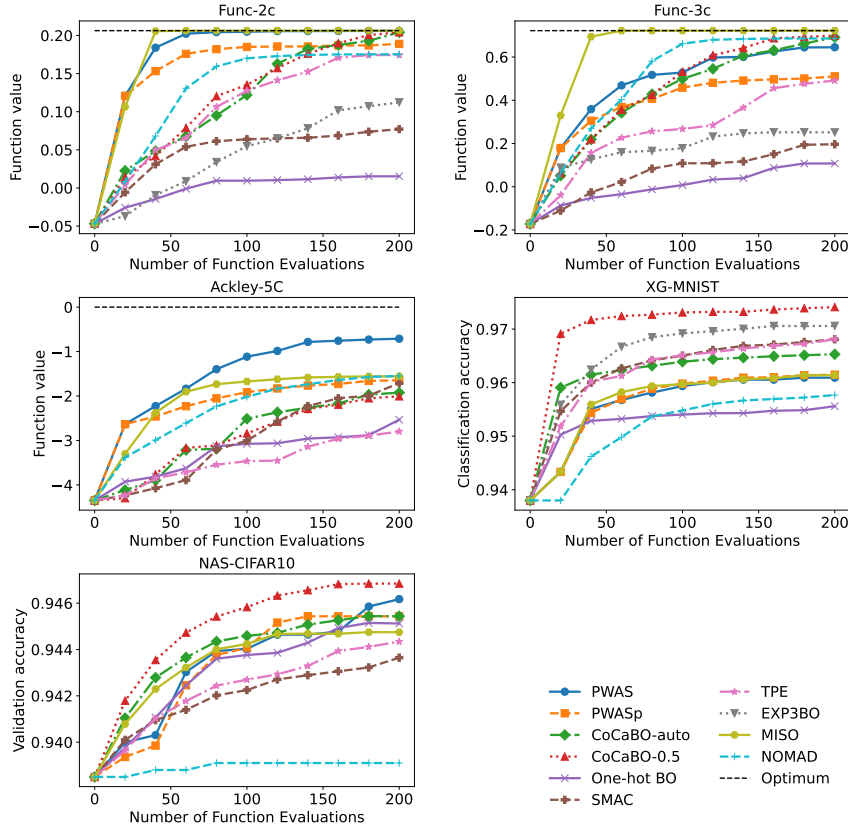 Func-2c
Function value
0.20
0.15
0.10
0.05
0.00
−0.05
0 50 100 150 200
Number of Function Evaluations
Func-3c
Function value
0.6
0.4
0.2
0.0
−0.2
0 50 100 150 200
Number of Function Evaluations
Ackley-5C
Function value
0
−1
−2
−3
−4
0 50 100 150 200
Number of Function Evaluations
XG-MNIST
Classification accuracy
0.97
0.96
0.95
0.94
0 50 100 150 200
Number of Function Evaluations
NAS-CIFAR10
Validation accuracy
0.946
0.944
0.942
0.940
0 50 100 150 200
Number of Function Evaluations
PWAS
PWASp
CoCaBO-auto
CoCaBO-0.5
One-hot BO
SMAC
TPE
EXP3BO
MISO
NOMAD
Optimum